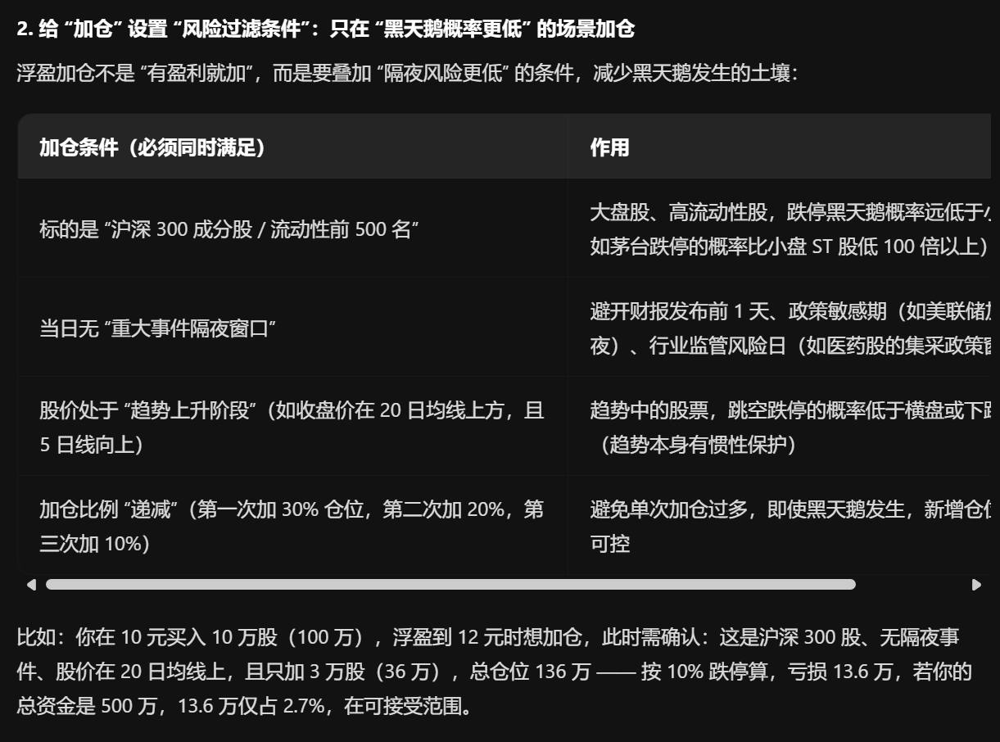 2. 给 “加仓” 设置 “风险过滤条件”：只在 “黑天鹅概率更低” 的场景加仓
浮盈加仓不是 “有盈利就加”，而是要叠加 “隔夜风险更低” 的条件，减少黑天鹅发生的土壤：
加仓条件（必须同时满足）
作用
标的是 “沪深 300 成分股 / 流动性前 500 名”
大盘股、高流动性股，跌停黑天鹅概率远低于
如茅台跌停的概率比小盘 ST 股低 100 倍以上）
当日无 “重大事件隔夜窗口”
避开财报发布前 1 天、政策敏感期（如美联储
夜）、行业监管风险日（如医药股的集采政策
股价处于 “趋势上升阶段”（如收盘价在 20 日均线上方，且
5 日线向上）
趋势中的股票，跳空跌停的概率低于横盘或下
（趋势本身有惯性保护）
加仓比例 “递减”（第一次加 30% 仓位，第二次加 20%，第
三次加 10%）
避免单次加仓过多，即使黑天鹅发生，新增仓
可控
比如：你在 10 元买入 10 万股（100 万），浮盈到 12 元时想加仓，此时需确认：这是沪深 300 股、无隔夜事
件、股价在 20 日均线上，且只加 3 万股（36 万），总仓位 136 万 —— 按 10% 跌停算，亏损 13.6 万，若你的
总资金是 500 万，13.6 万仅占 2.7%，在可接受范围。